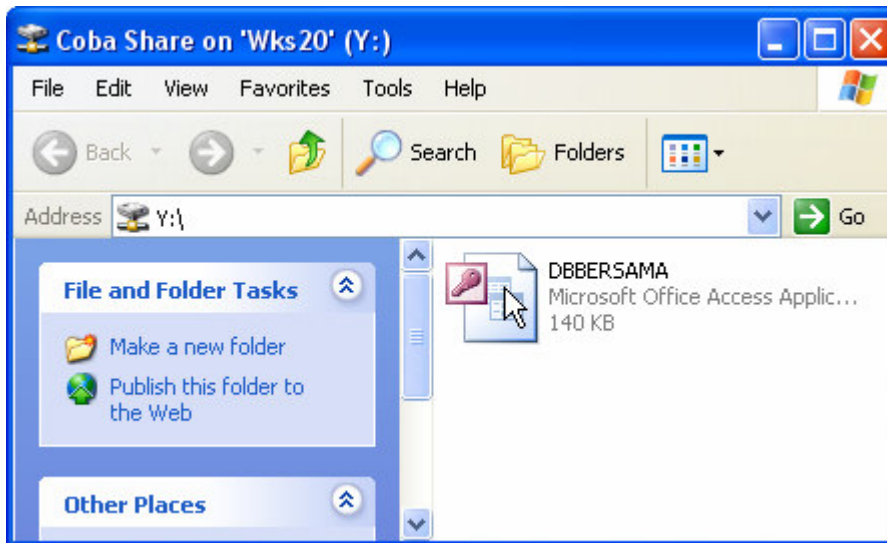 Coba Share on 'Wks20' (Y:)
File Edit View Favorites Tools Help
Back Search Folders
Address Y:\ Go
File and Folder Tasks
Make a new folder
Publish this folder to
the Web
Other Places
DBBERSAMA
Microsoft Office Access Applic...
140 KB